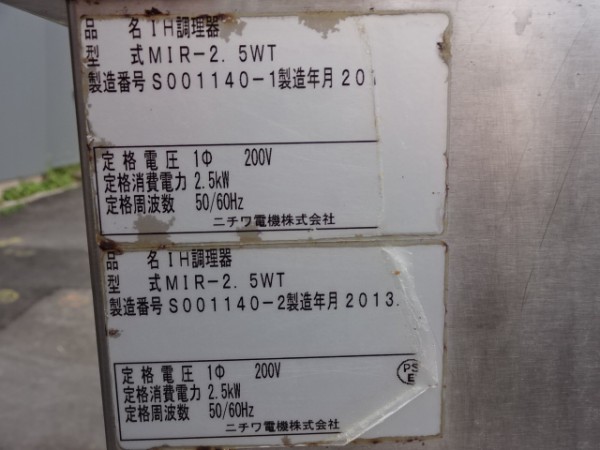 品 名 IH調理器
型 式 MIR-2.5WT
製造番号 S001140-1製造年月 201
定格電圧 1Φ 200V
定格消費電力 2.5kW
定格周波数 50/60Hz
ニチワ電機株式会社
品 名 IH調理器
型 式 MIR-2.5WT
製造番号 S001140-2製造年月 2013.
定格電圧 1Φ 200V
PS
E
定格消費電力 2.5kW
定格周波数 50/60Hz
ニチワ電機株式会社